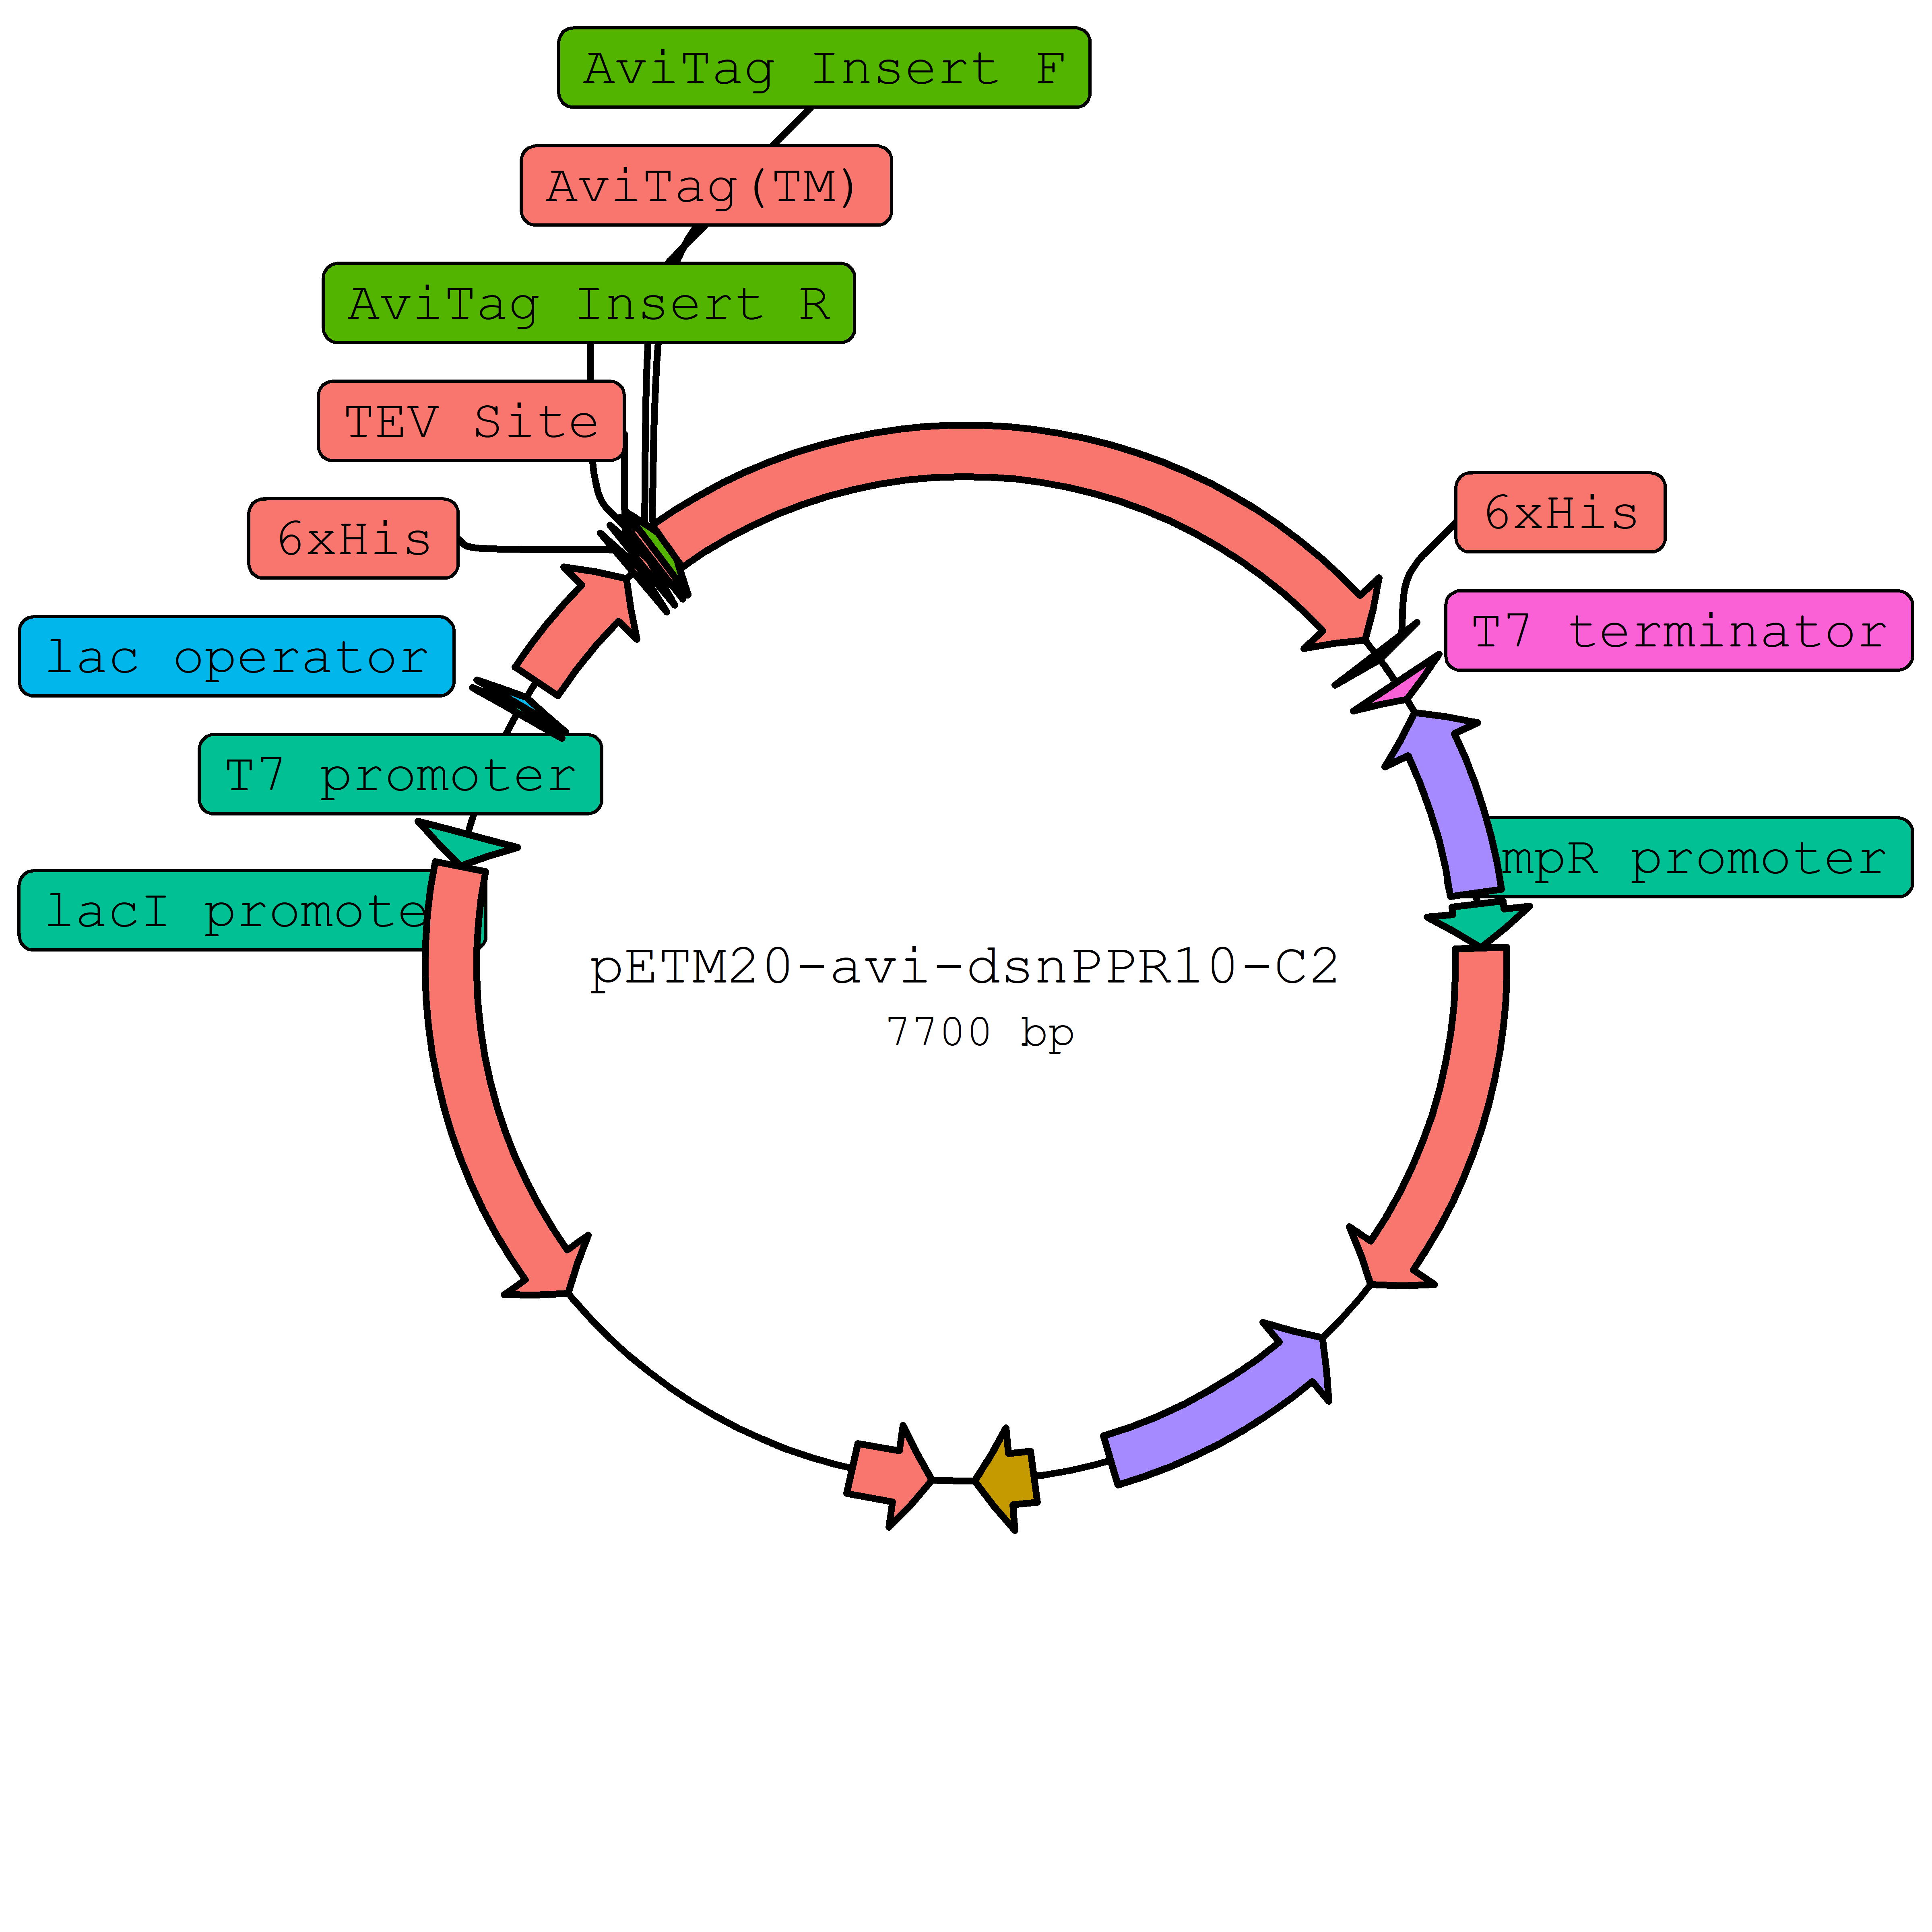 AviTag Insert F
AviTag(TM)
AviTag Insert R
TEV Site
6xHis
6xHis
T7 terminator
lac operator
T7 promoter
mpR promoter
lacI promote
pETM20-avi-dsnPPR10-C2
7700 bp